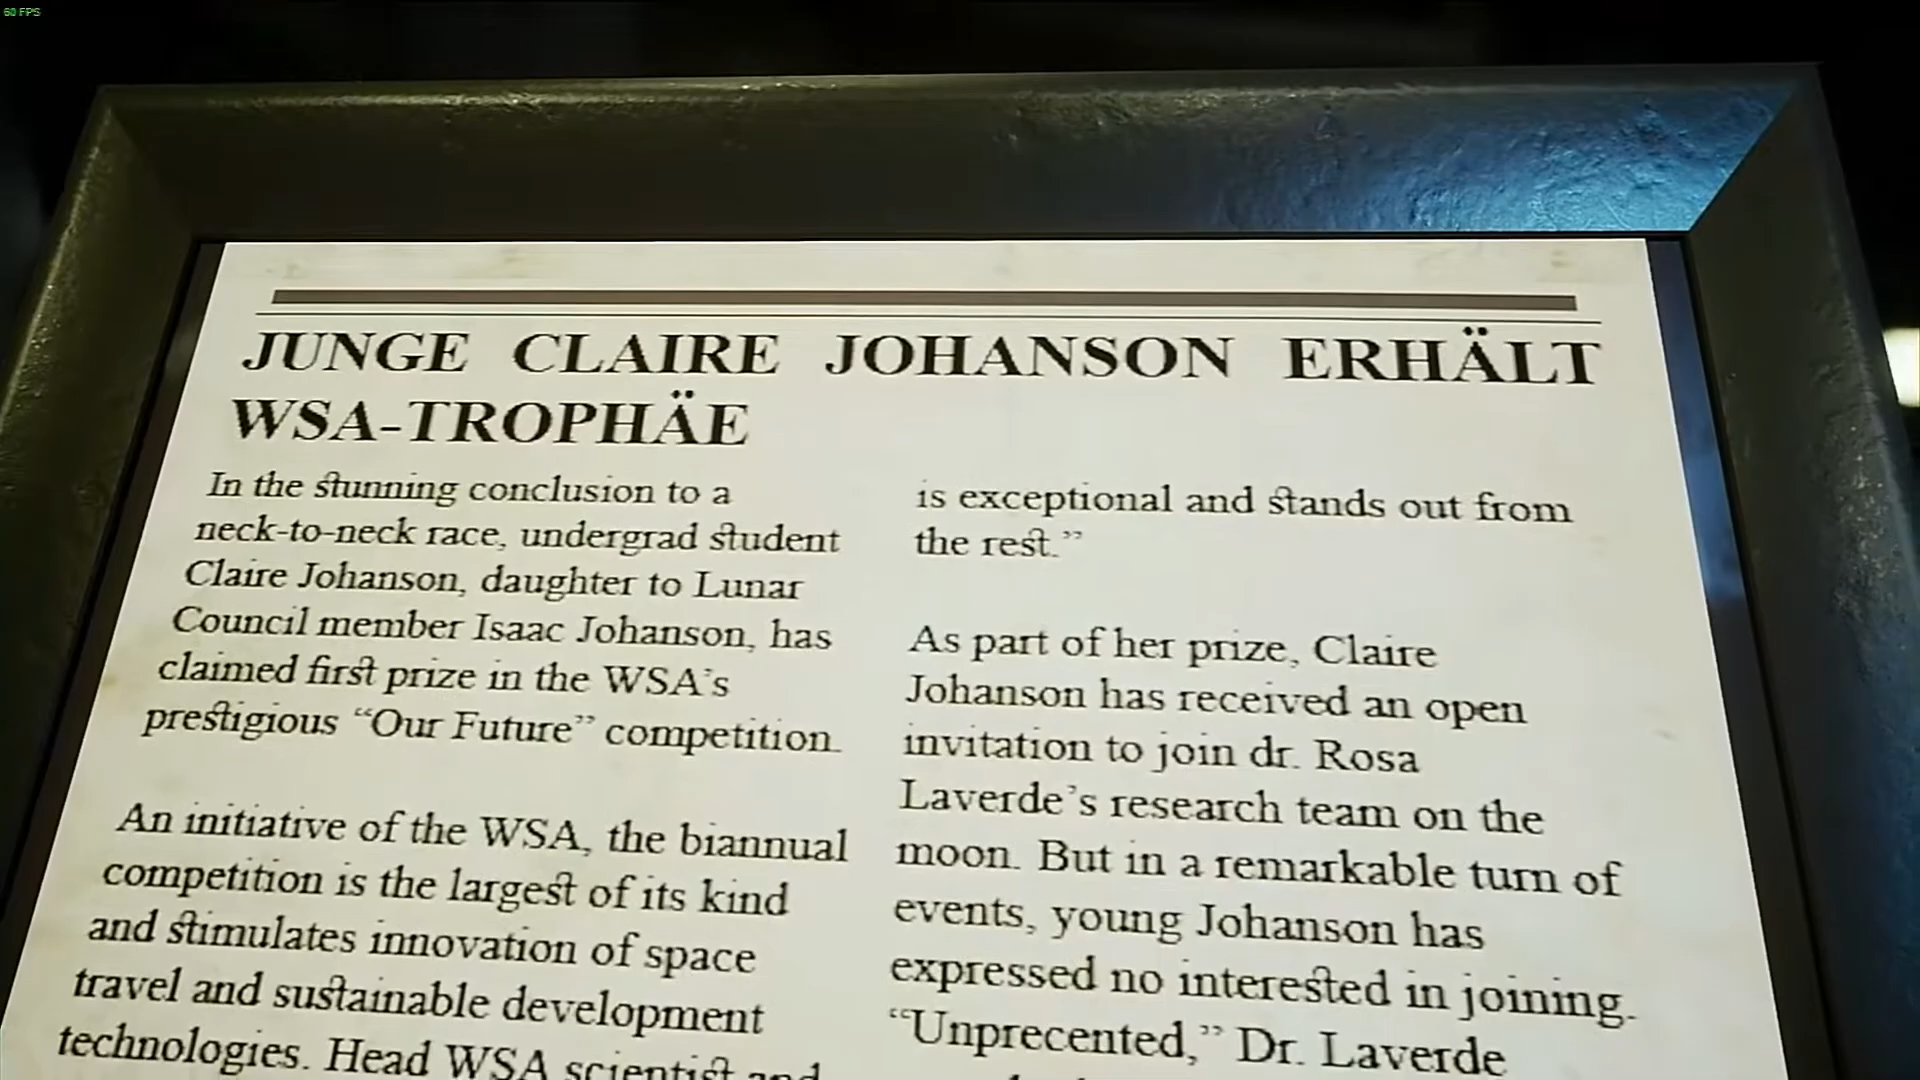 60 FPS
JUNGE CLAIRE JOHANSON ERHÄLT
WSA-TROPHÄE
In the stunning conclusion to a
neck-to-neck race, undergrad student
Claire Johanson, daughter to Lunar
Council member Isaac Johanson, has
claimed first prize in the WSA's
prestigious “Our Future” competition.
An initiative of the WSA, the biannual
competition is the largest of its kind
and stimulates innovation of space
travel and sustainable development
technologies. Head WSA scientist and
is exceptional and stands out from
the rest.”
As part of her prize, Claire
Johanson has received an open
invitation to join dr. Rosa
Laverde's research team on the
moon. But in a remarkable turn of
events, young Johanson has
expressed no interested in joining.
“Unprecented,” Dr. Laverde